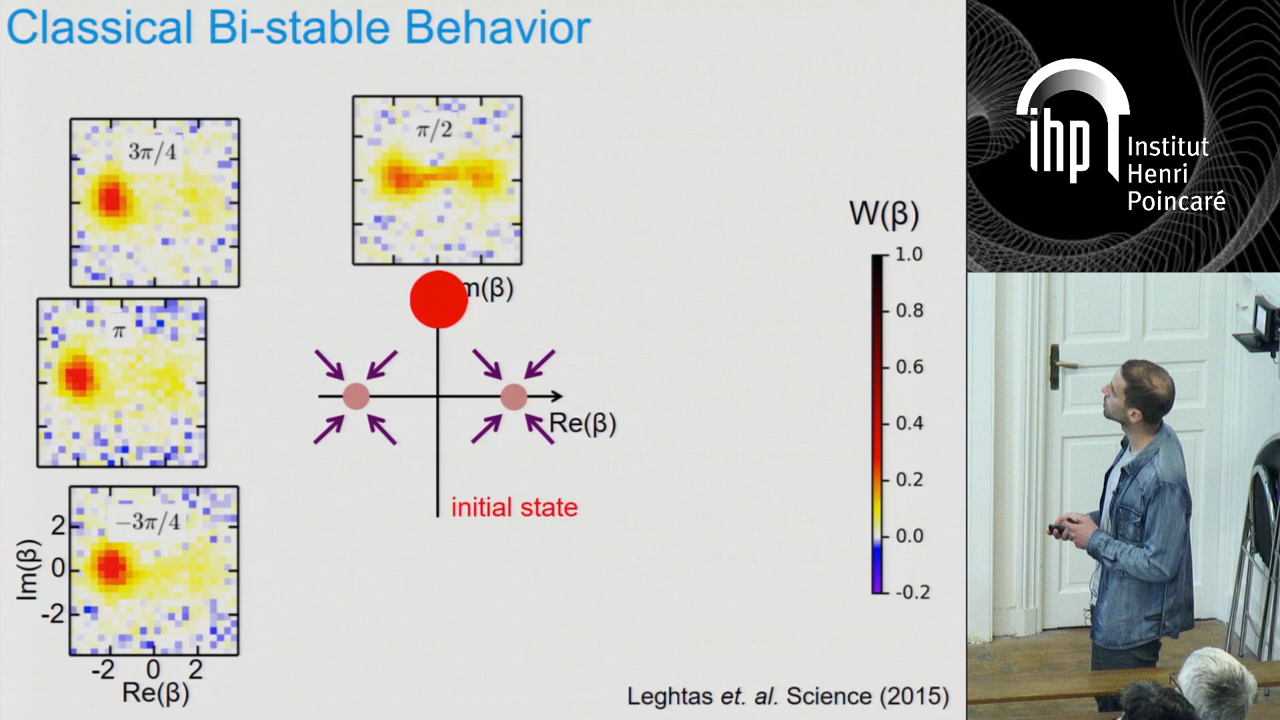 Classical Bi-stable Behavior
3π/4
π/2
π
-3π/4
2
0
-2
Im(β)
-2 0 2
Re(β)
m(β)
Re(β)
initial state
W(β)
1.0
0.8
0.6
0.4
0.2
0.0
-0.2
Leghtas et. al. Science (2015)
ihp
Institut
Henri
Poincaré